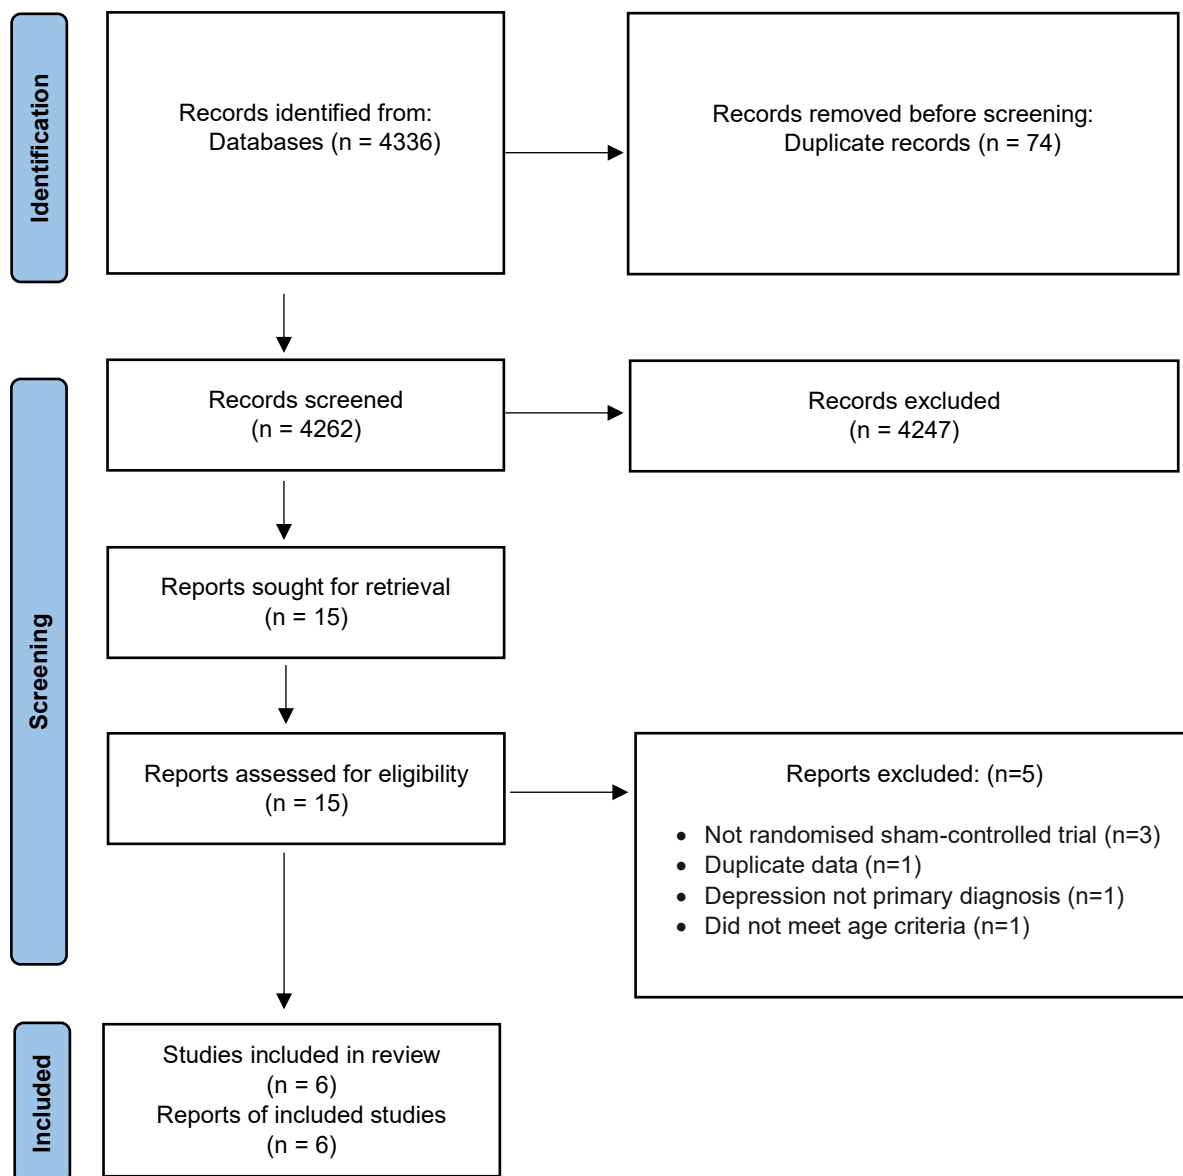 Identification
Records identified from:
Databases (n = 4336)
Records removed before screening:
Duplicate records (n = 74)
Screening
Records screened
(n = 4262)
Records excluded
(n = 4247)
Reports sought for retrieval
(n = 15)
Reports assessed for eligibility
(n = 15)
Reports excluded: (n=5)
• Not randomised sham-controlled trial (n=3)
• Duplicate data (n=1)
• Depression not primary diagnosis (n=1)
• Did not meet age criteria (n=1)
Included
Studies included in review
(n = 6)
Reports of included studies
(n = 6)